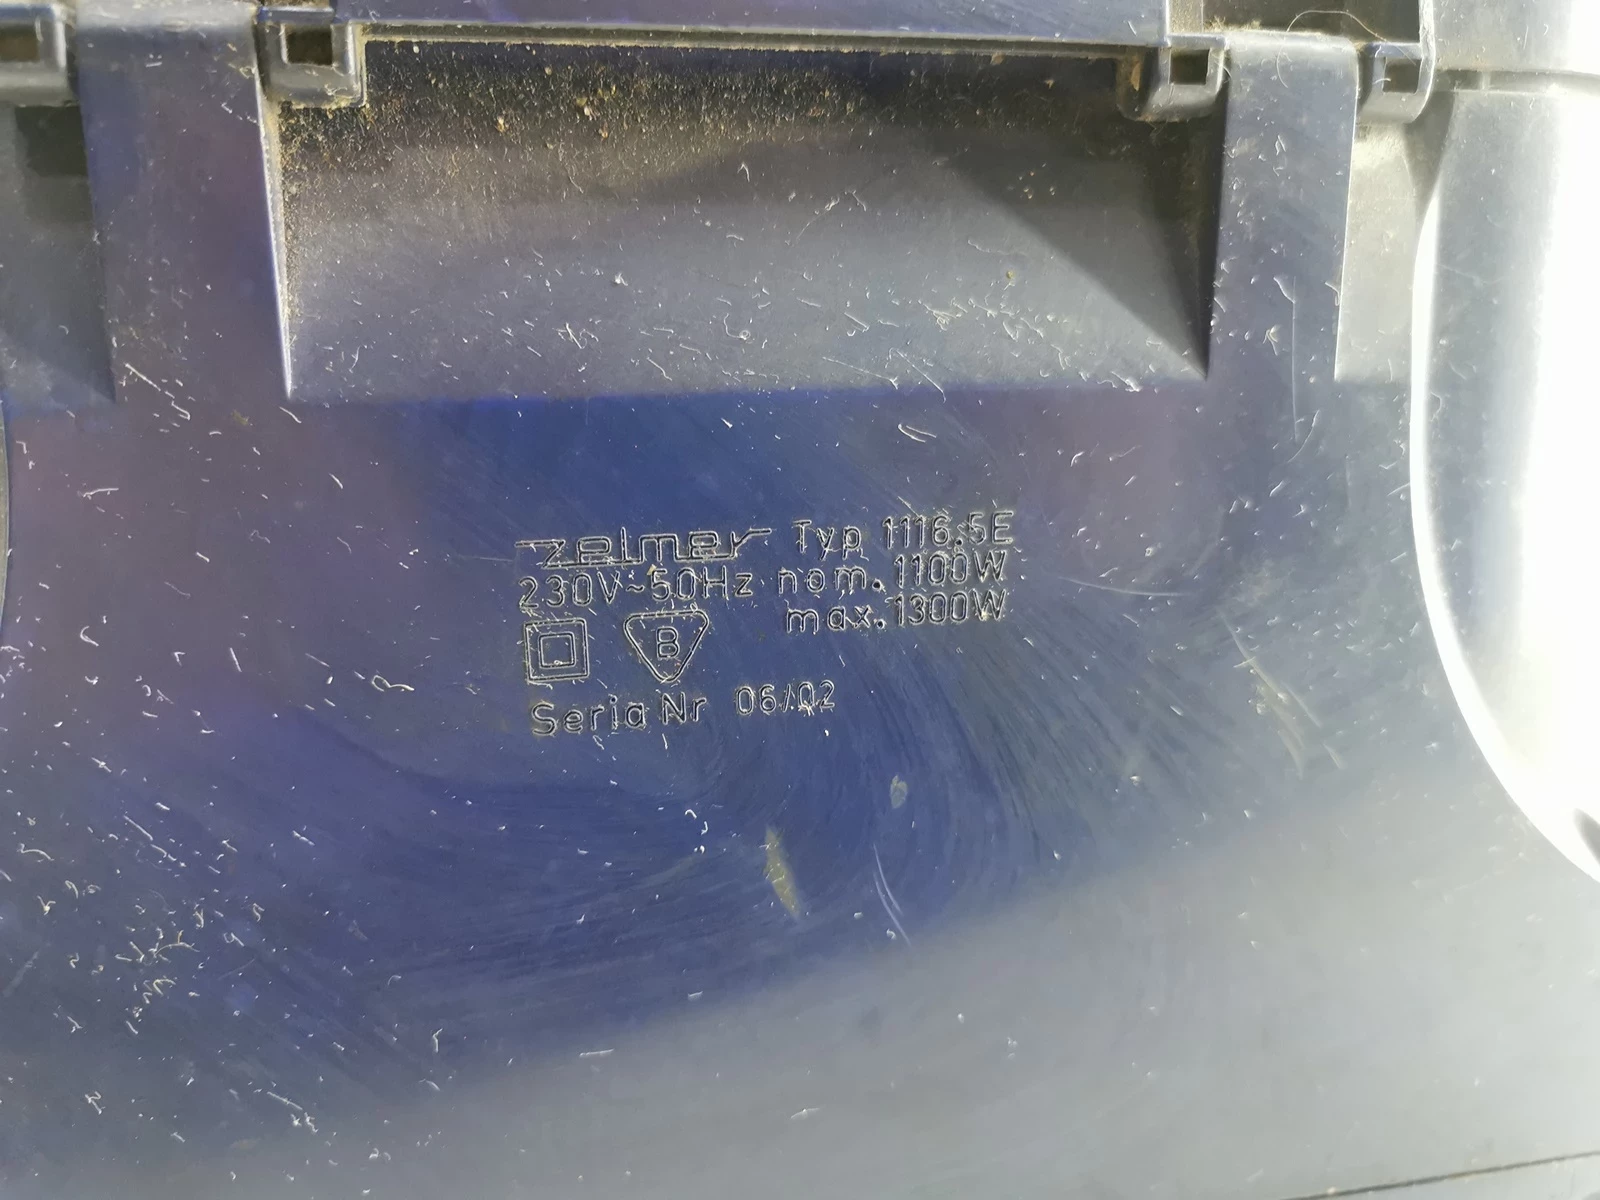 zelmer Typ 1116.5E
230V~50Hz nom. 1100W
max. 1300W
B
Seria Nr 06/02